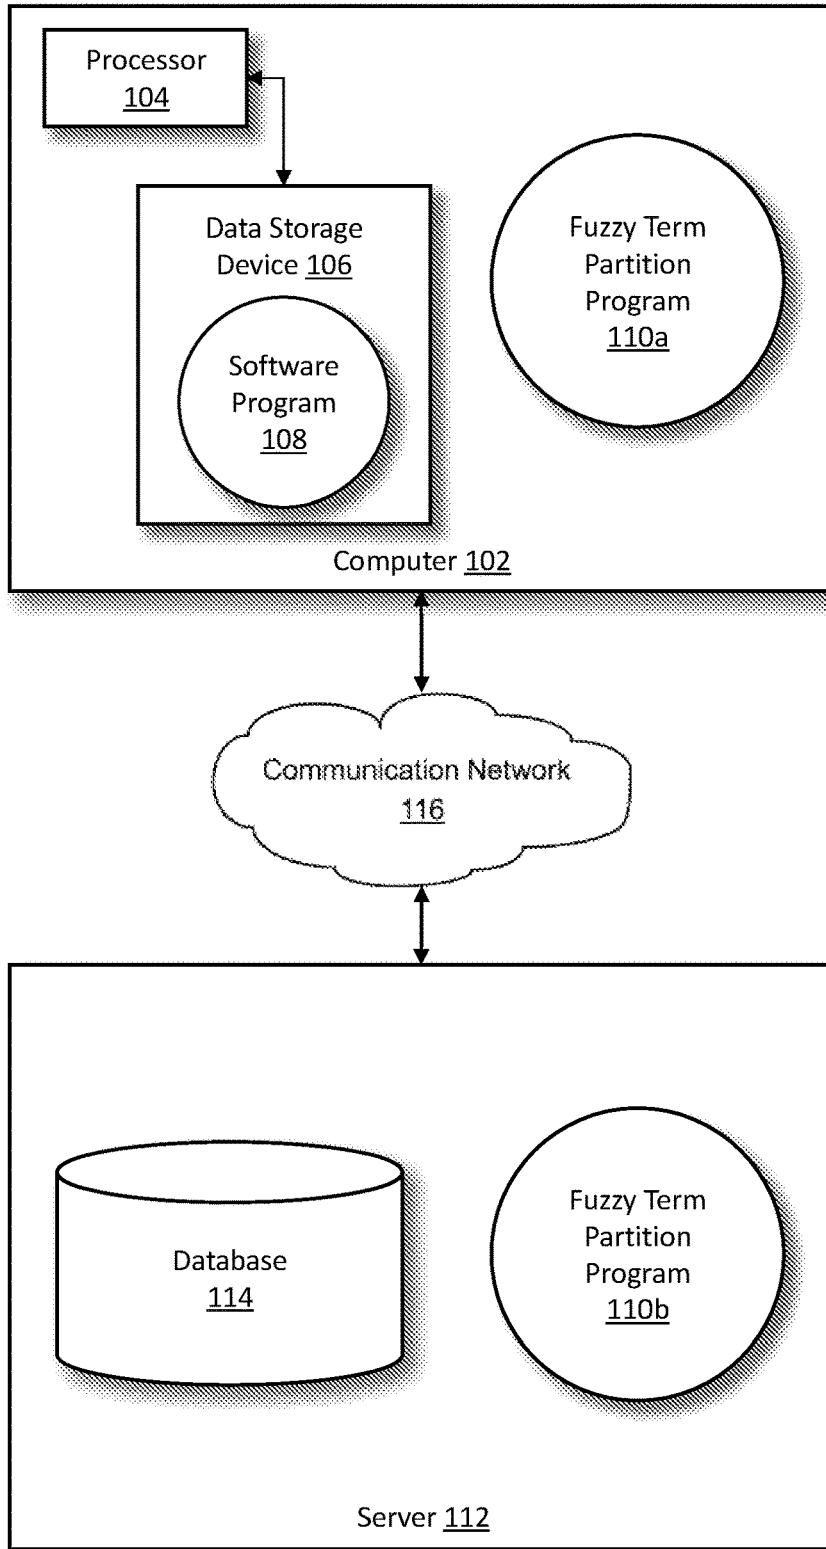 Processor
104
Data Storage
Device 106
Software
Program
108
Fuzzy Term
Partition
Program
110a
Computer 102
Communication Network
116
Database
114
Fuzzy Term
Partition
Program
110b
Server 112